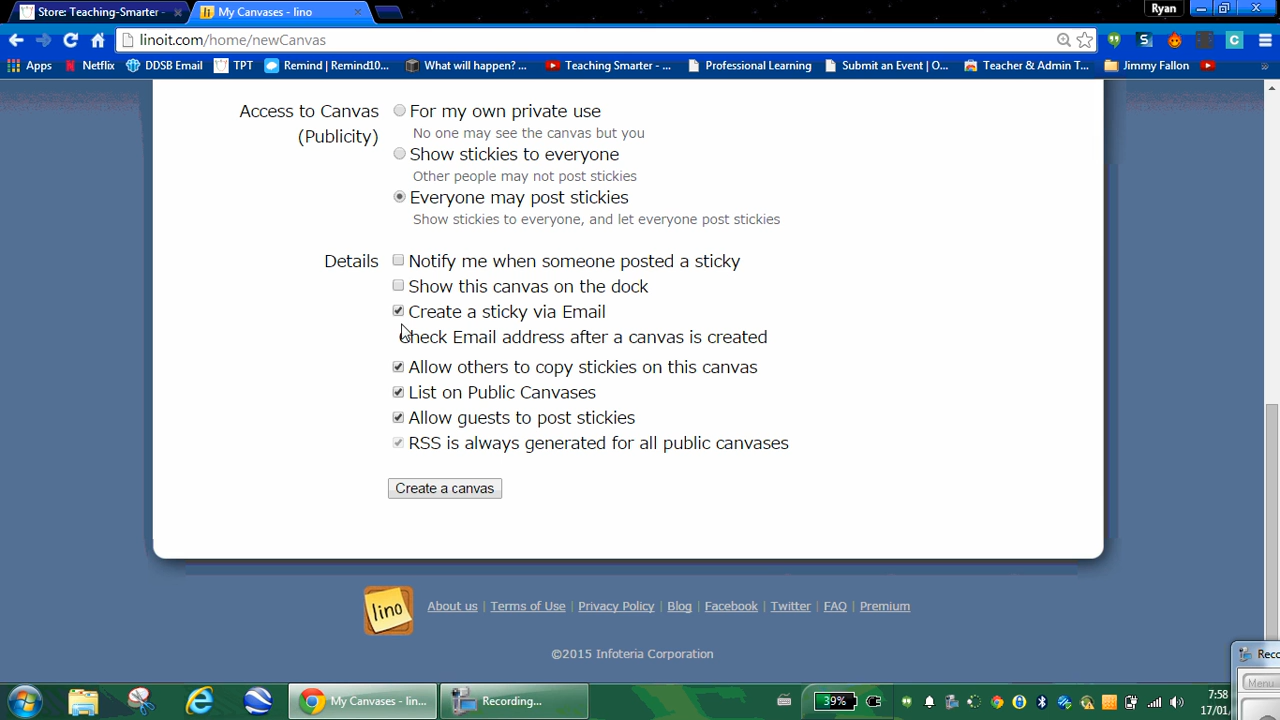 Store: Teaching-Smarter -
My Canvases - lino
Ryan
linoit.com/home/newCanvas
Apps
Netflix
DDSB Email
TPT
Remind | Remind10...
What will happen? ...
Teaching Smarter - ...
Professional Learning
Submit an Event | O...
Teacher & Admin T...
Jimmy Fallon
Access to Canvas
(Publicity)
For my own private use
No one may see the canvas but you
Show stickies to everyone
Other people may not post stickies
Everyone may post stickies
Show stickies to everyone, and let everyone post stickies
Details
Notify me when someone posted a sticky
Show this canvas on the dock
Create a sticky via Email
Check Email address after a canvas is created
Allow others to copy stickies on this canvas
List on Public Canvases
Allow guests to post stickies
RSS is always generated for all public canvases
Create a canvas
lino
About us | Terms of Use | Privacy Policy | Blog | Facebook | Twitter | FAQ | Premium
©2015 Infoteria Corporation
Reco
Menu
My Canvases - lin...
Recording...
39%
7:58
17/01